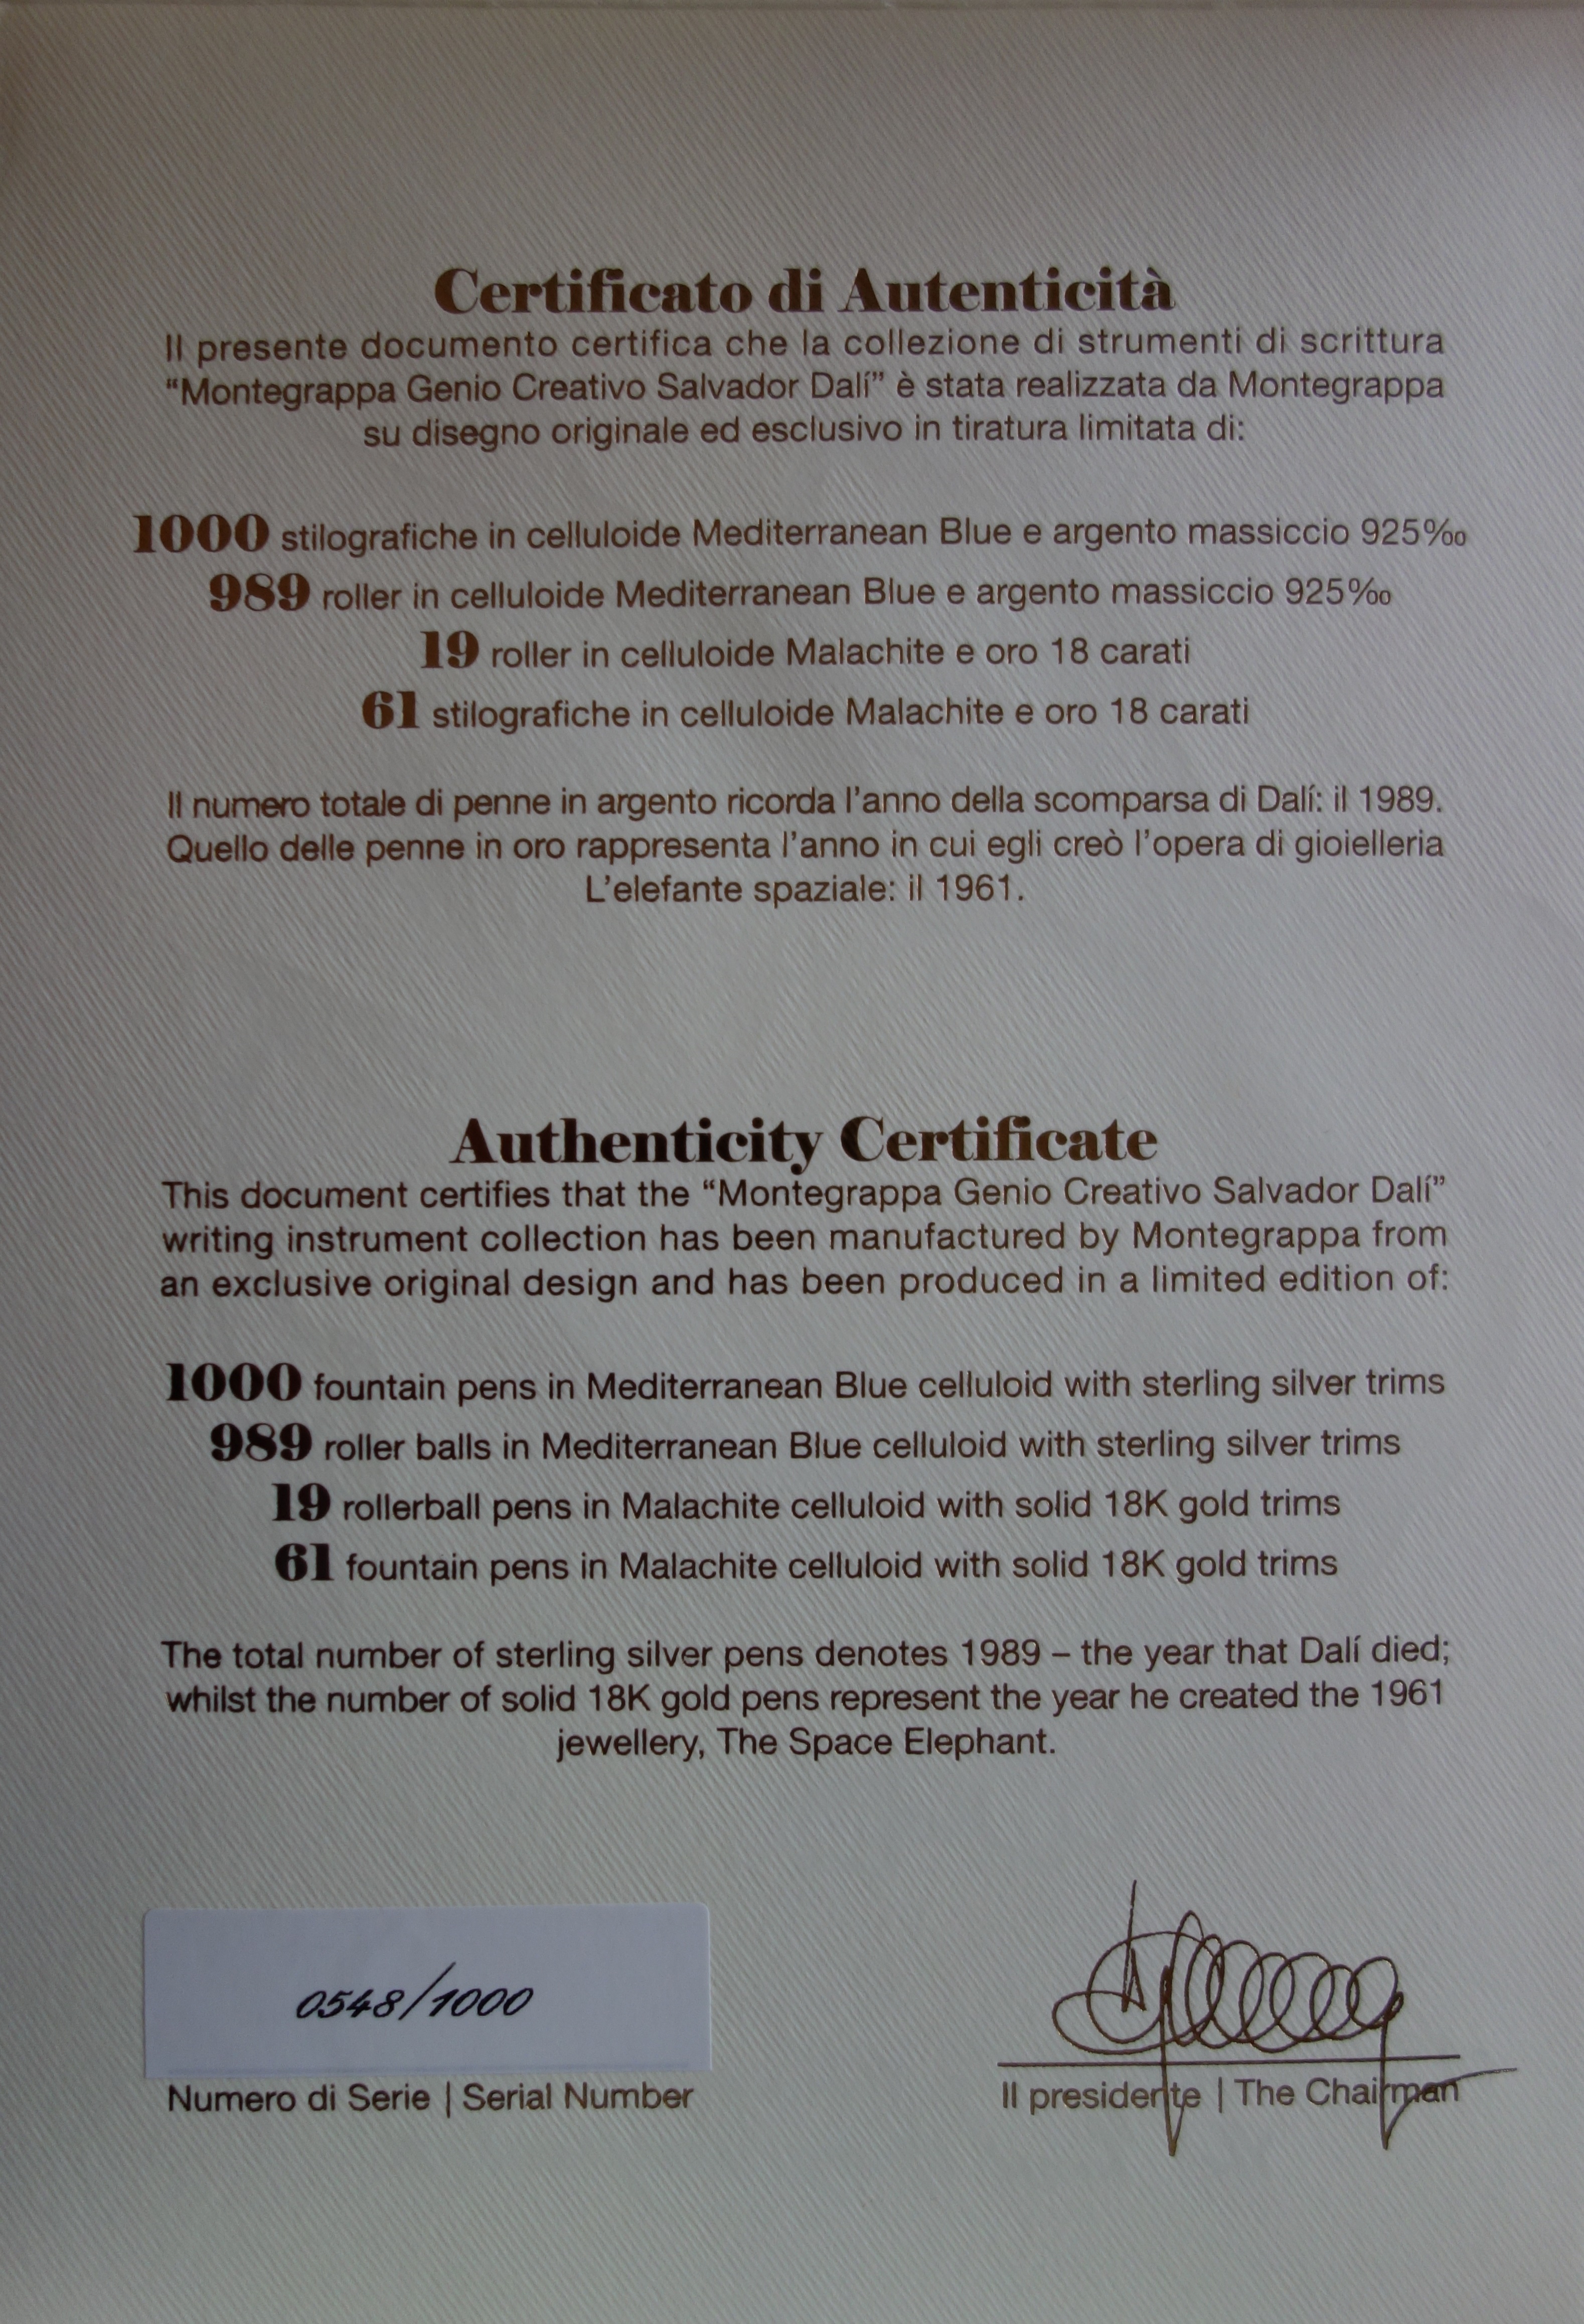 Certificato di Autenticità
Il presente documento certifica che la collezione di strumenti di scrittura
“Montegrappa Genio Creativo Salvador Dalí” è stata realizzata da Montegrappa
su disegno originale ed esclusivo in tiratura limitata di:
1000 stilografiche in celluloide Mediterranean Blue e argento massiccio 925‰
989 roller in celluloide Mediterranean Blue e argento massiccio 925‰
19 roller in celluloide Malachite e oro 18 carati
61 stilografiche in celluloide Malachite e oro 18 carati
Il numero totale di penne in argento ricorda l’anno della scomparsa di Dalí: il 1989.
Quello delle penne in oro rappresenta l’anno in cui egli creò l’opera di gioielleria
L’elefante spaziale: il 1961.
Authenticity Certificate
This document certifies that the “Montegrappa Genio Creativo Salvador Dalí”
writing instrument collection has been manufactured by Montegrappa from
an exclusive original design and has been produced in a limited edition of:
1000 fountain pens in Mediterranean Blue celluloid with sterling silver trims
989 roller balls in Mediterranean Blue celluloid with sterling silver trims
19 rollerball pens in Malachite celluloid with solid 18K gold trims
61 fountain pens in Malachite celluloid with solid 18K gold trims
The total number of sterling silver pens denotes 1989 – the year that Dalí died;
whilst the number of solid 18K gold pens represent the year he created the 1961
jewellery, The Space Elephant.
0548/1000
Numero di Serie | Serial Number
Il presidente | The Chairman